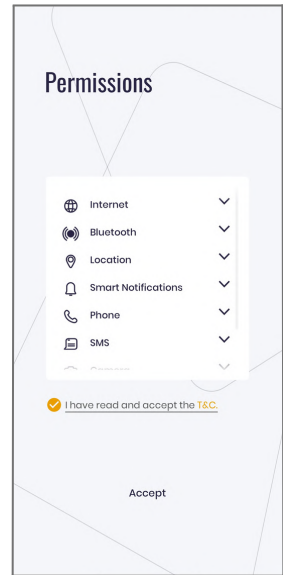 Permissions
Internet
Bluetooth
Location
Smart Notifications
Phone
SMS
I have read and accept the T&C.
Accept